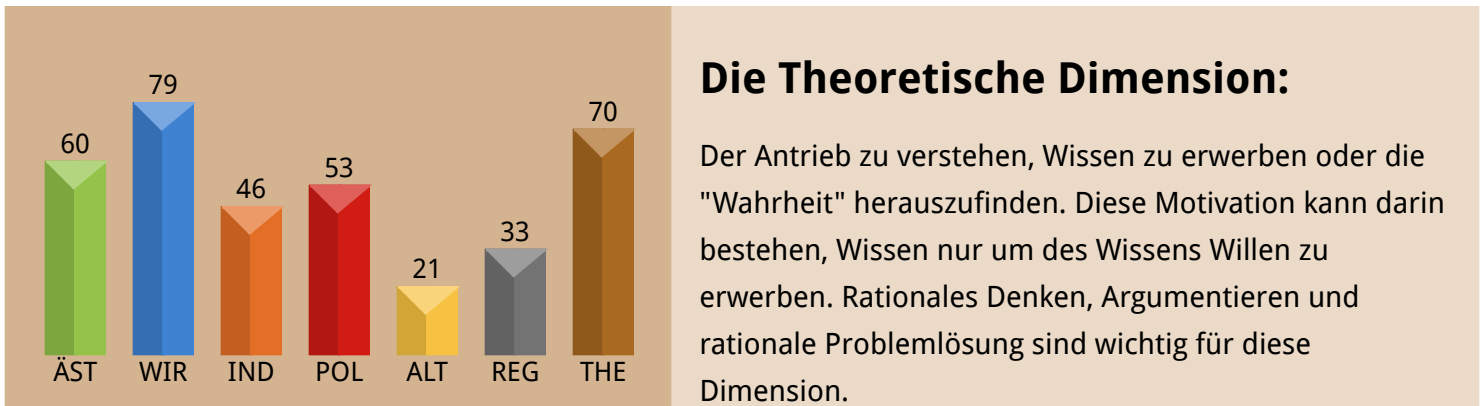 79
70
60
53
46
33
21
ÄST WIR IND POL ALT REG THE
Die Theoretische Dimension:
Der Antrieb zu verstehen, Wissen zu erwerben oder die
"Wahrheit" herauszufinden. Diese Motivation kann darin
bestehen, Wissen nur um des Wissens Willen zu
erwerben. Rationales Denken, Argumentieren und
rationale Problemlösung sind wichtig für diese
Dimension.